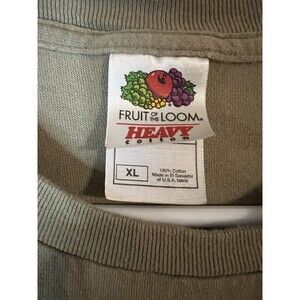 FRUIT OF THE LOOM®
HEAVY
cotton
XL
100% Cotton
Made in El Salvador
of U.S.A. fabric